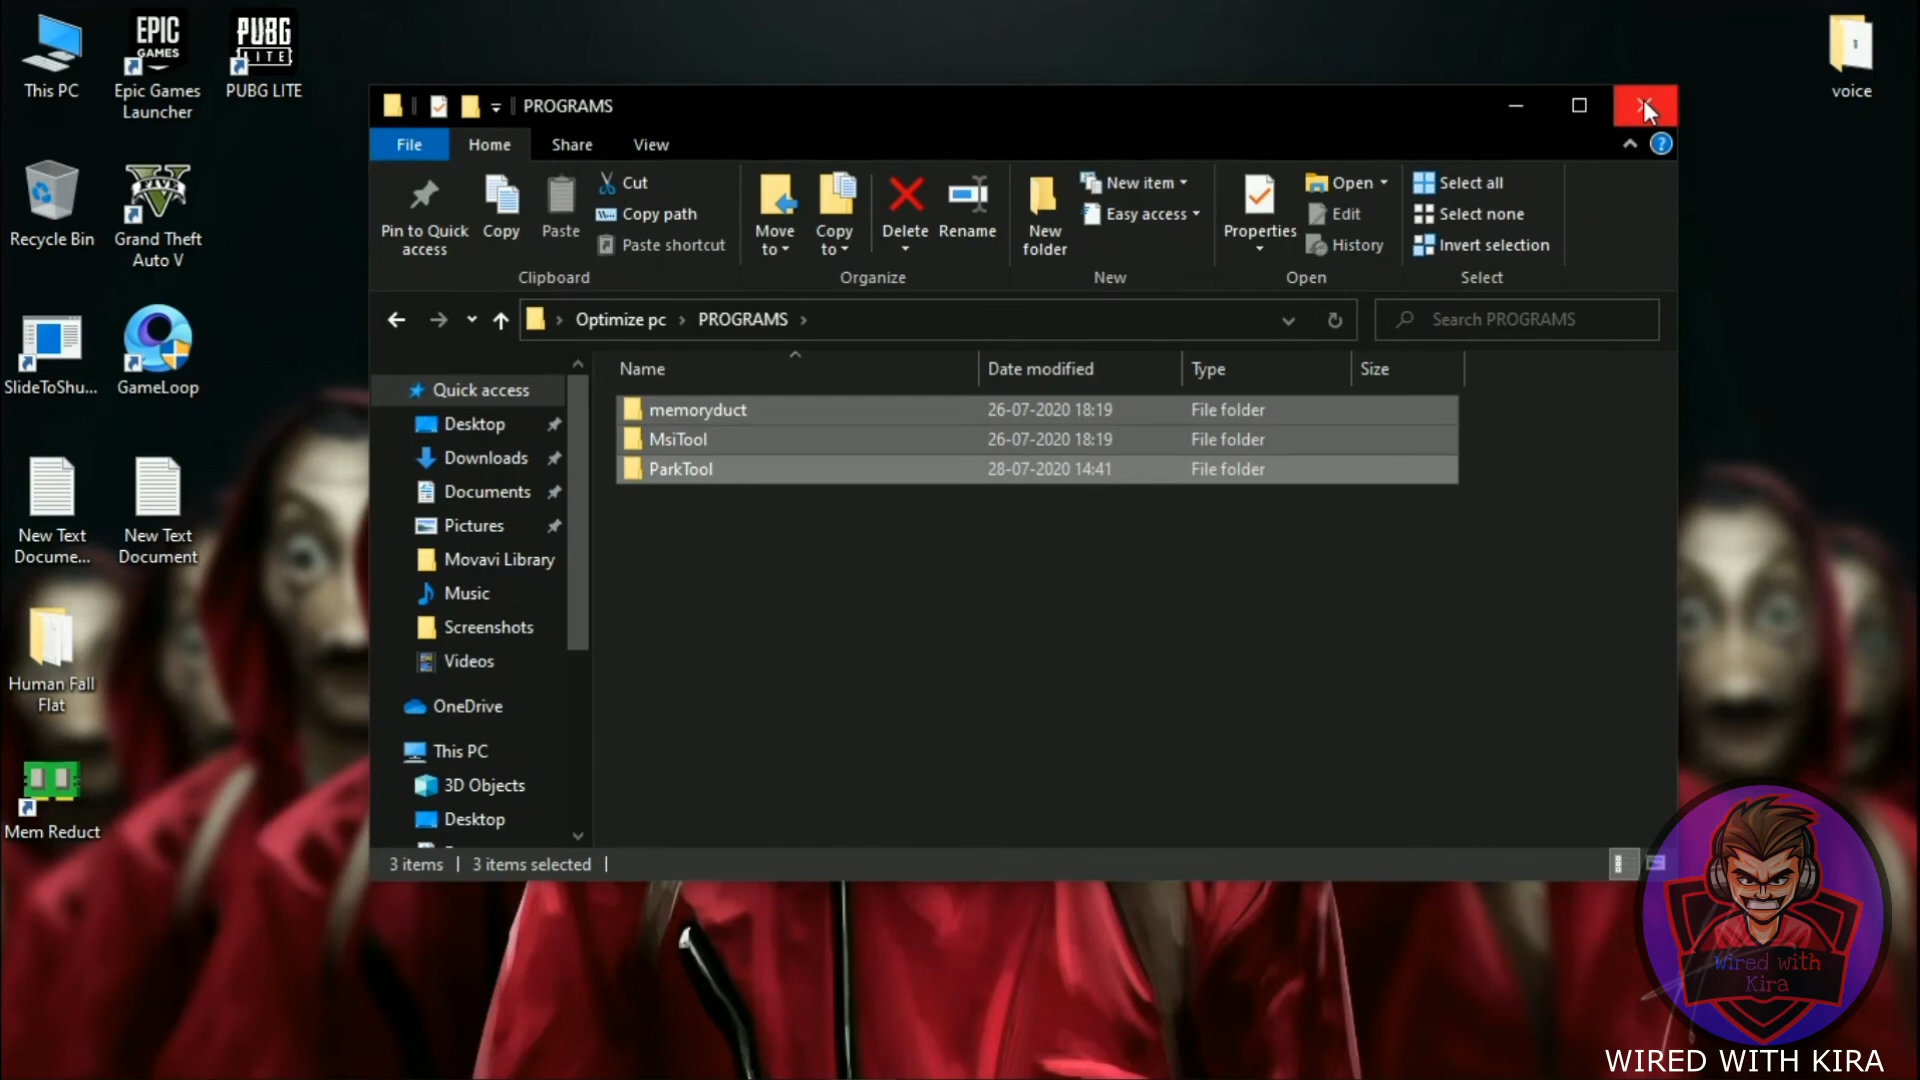 This PC
EPIC
GAMES
Epic Games
Launcher
PUBG
LITE
PUBG LITE
voice
Recycle Bin
FIVE
Grand Theft
Auto V
SlideToShu...
GameLoop
New Text
Docume...
New Text
Document
Human Fall
Flat
Mem Reduct
PROGRAMS
File
Home
Share
View
Pin to Quick
access
Copy
Paste
Cut
Copy path
Paste shortcut
Clipboard
Move
to
Copy
to
Delete
Rename
Organize
New
folder
New item
Easy access
New
Properties
Open
Edit
History
Open
Select all
Select none
Invert selection
Select
Optimize pc
PROGRAMS
Search PROGRAMS
Quick access
Desktop
Downloads
Documents
Pictures
Movavi Library
Music
Screenshots
Videos
OneDrive
This PC
3D Objects
Desktop
Name Date modified Type Size
memoryduct 26-07-2020 18:19 File folder
MsiTool 26-07-2020 18:19 File folder
ParkTool 28-07-2020 14:41 File folder
3 items
3 items selected
Wired with
Kira
WIRED WITH KIRA